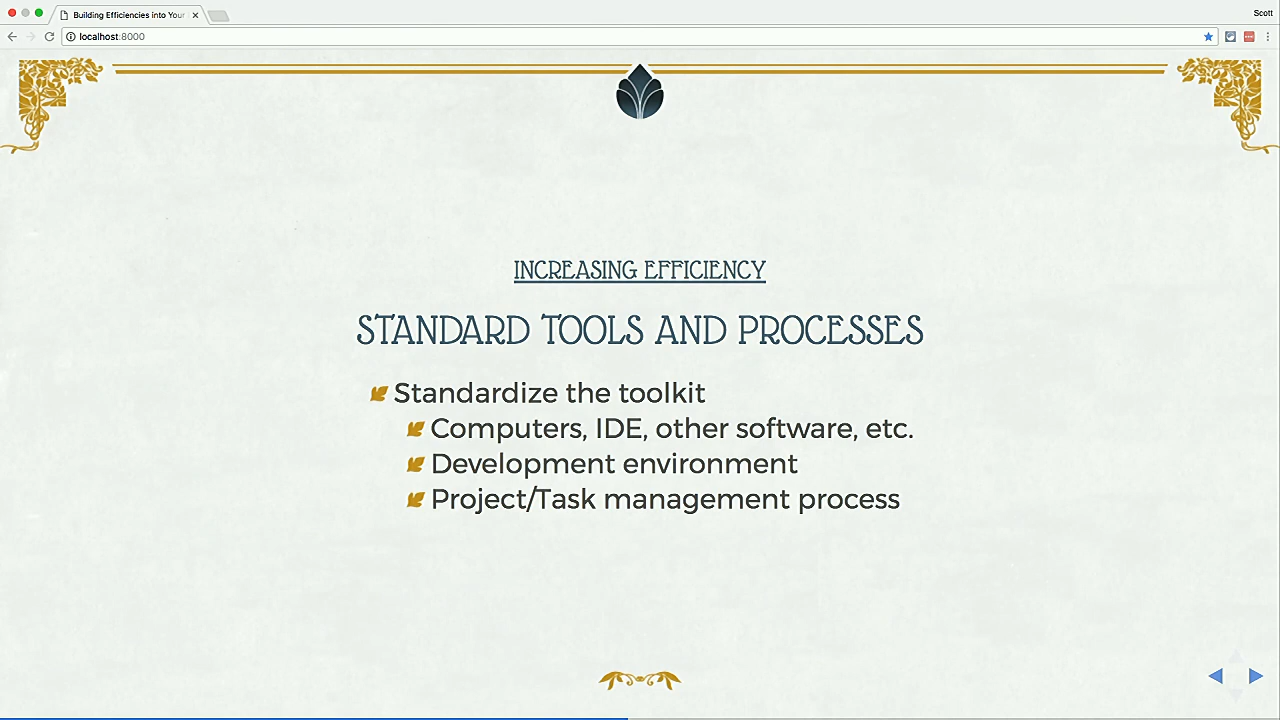 Building Efficiencies into Your
Scott
localhost:8000
INCREASING EFFICIENCY
STANDARD TOOLS AND PROCESSES
Standardize the toolkit
Computers, IDE, other software, etc.
Development environment
Project/Task management process